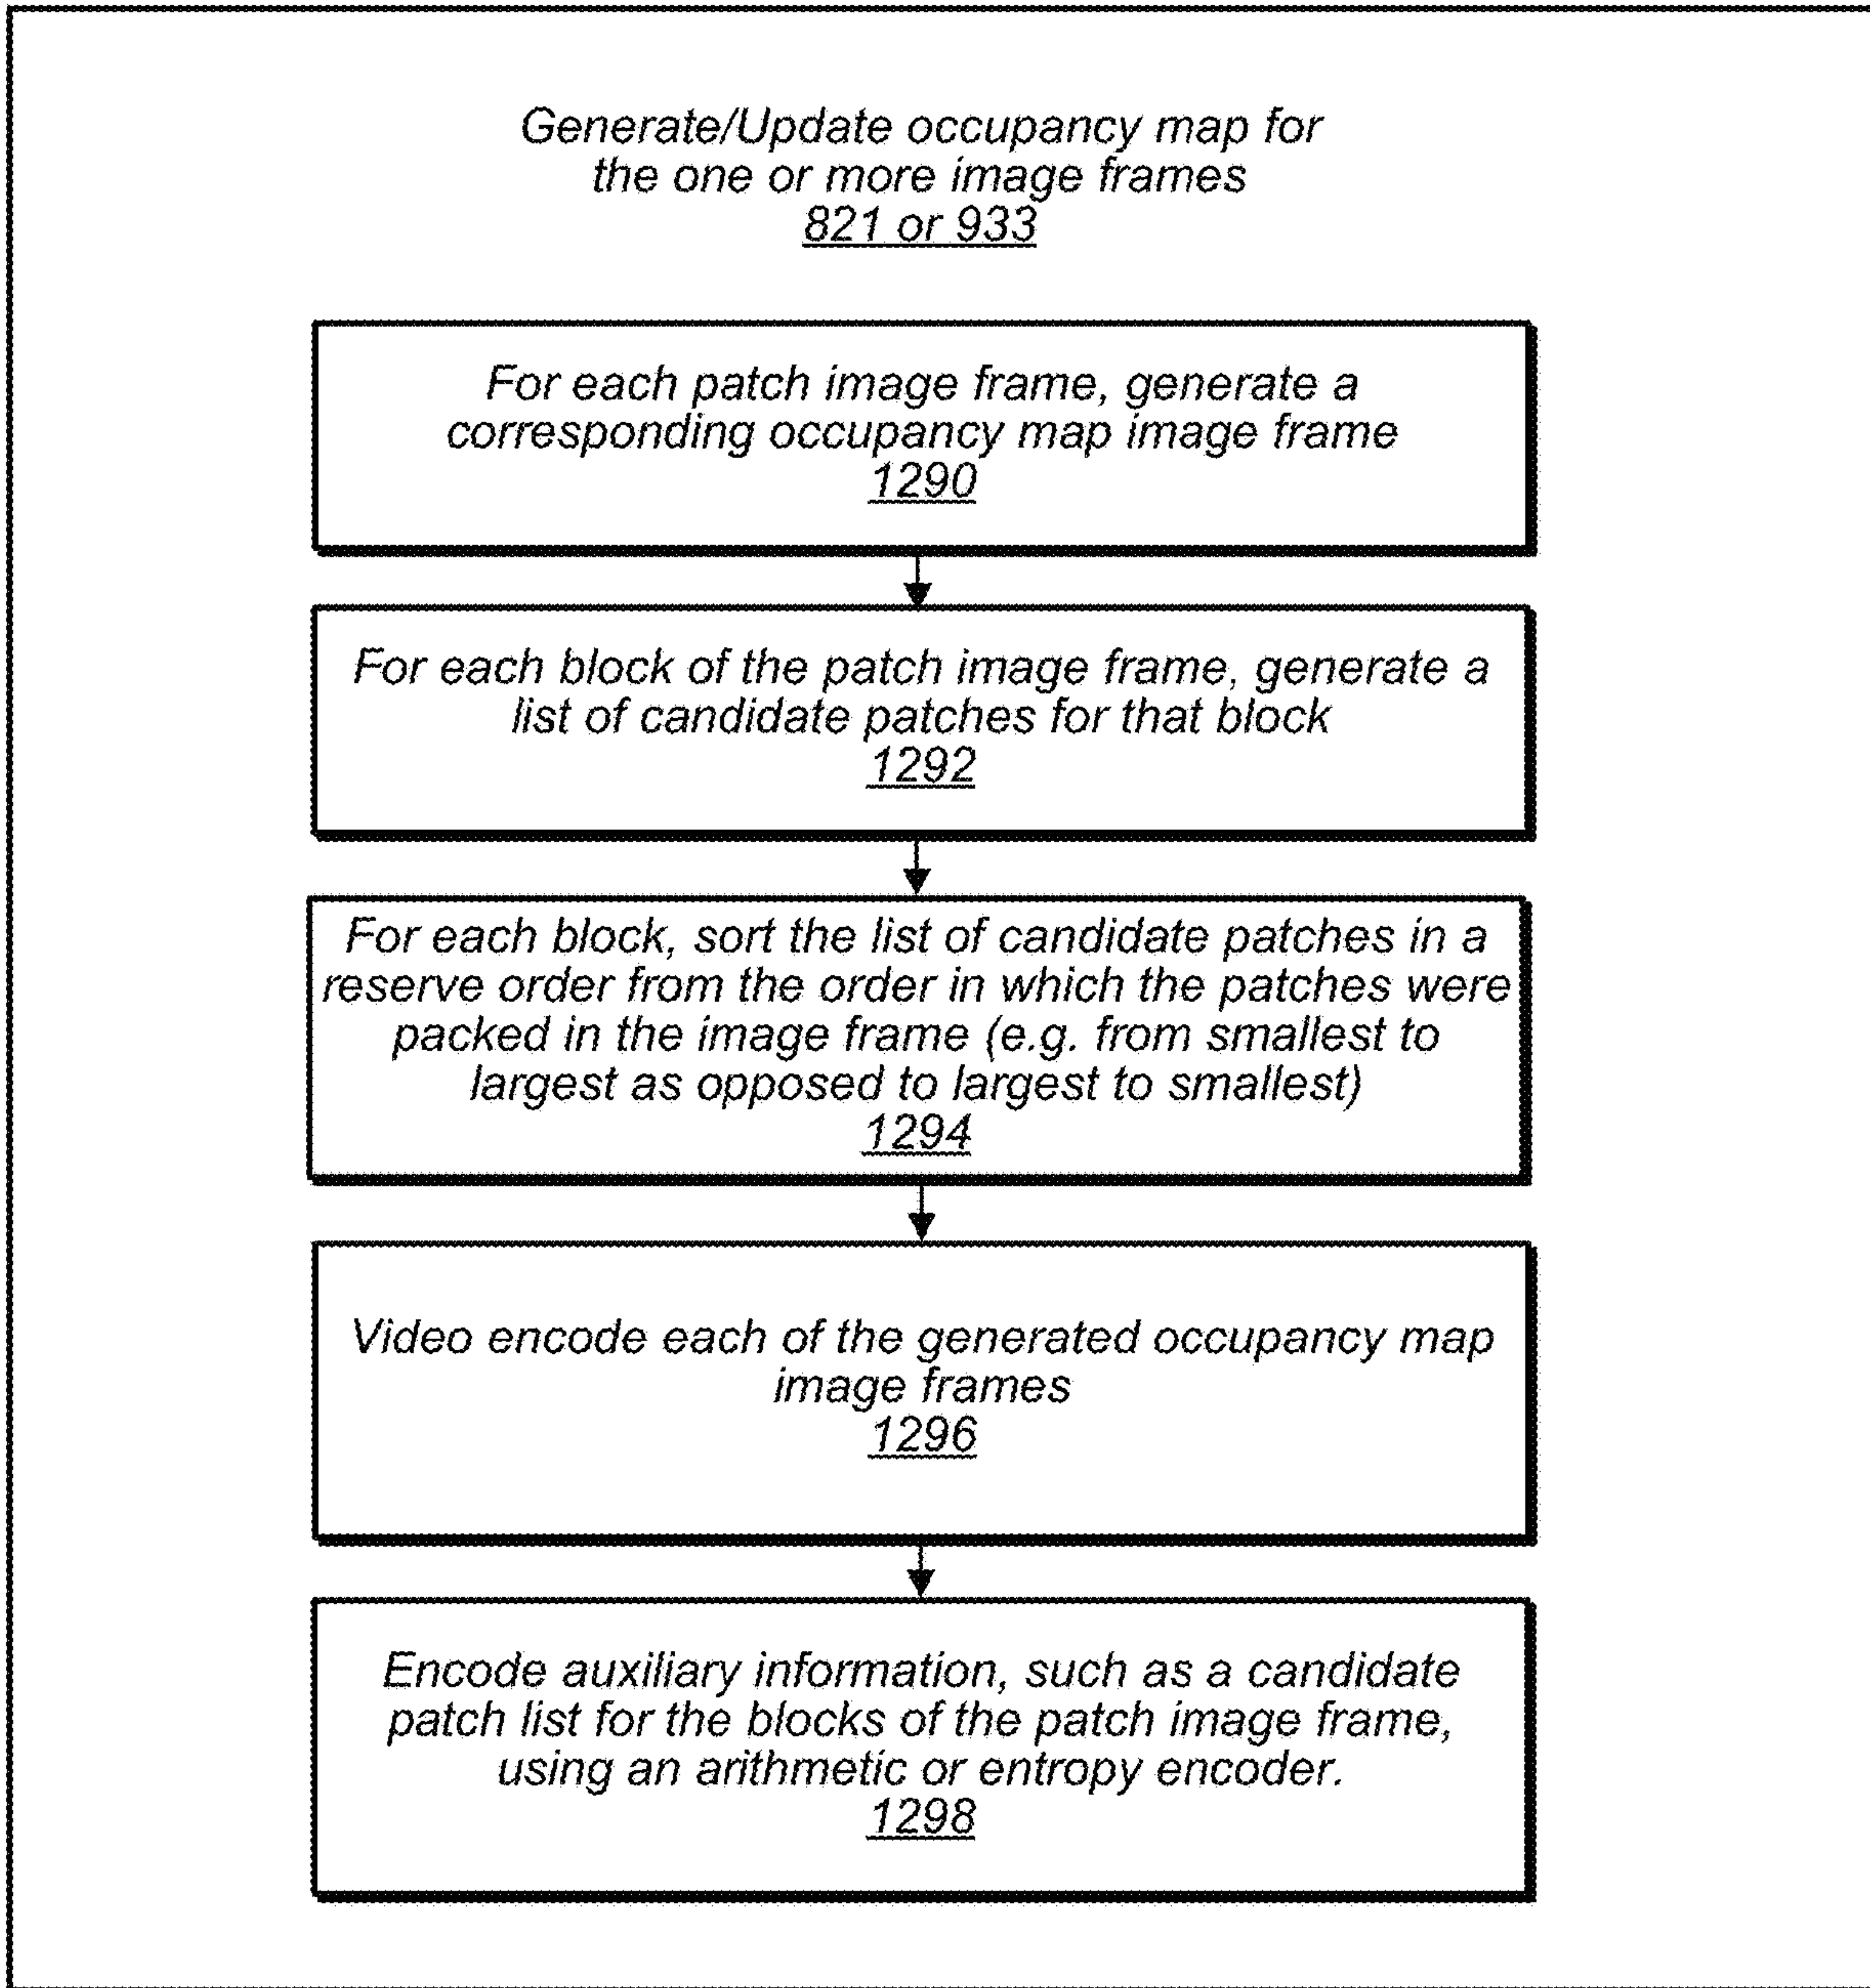 Generate/Update occupancy map for
the one or more image frames
821 or 933
For each patch image frame, generate a
corresponding occupancy map image frame
1290
For each block of the patch image frame, generate a
list of candidate patches for that block
1292
For each block, sort the list of candidate patches in a
reserve order from the order in which the patches were
packed in the image frame (e.g. from smallest to
largest as opposed to largest to smallest)
1294
Video encode each of the generated occupancy map
image frames
1296
Encode auxiliary information, such as a candidate
patch list for the blocks of the patch image frame,
using an arithmetic or entropy encoder.
1298